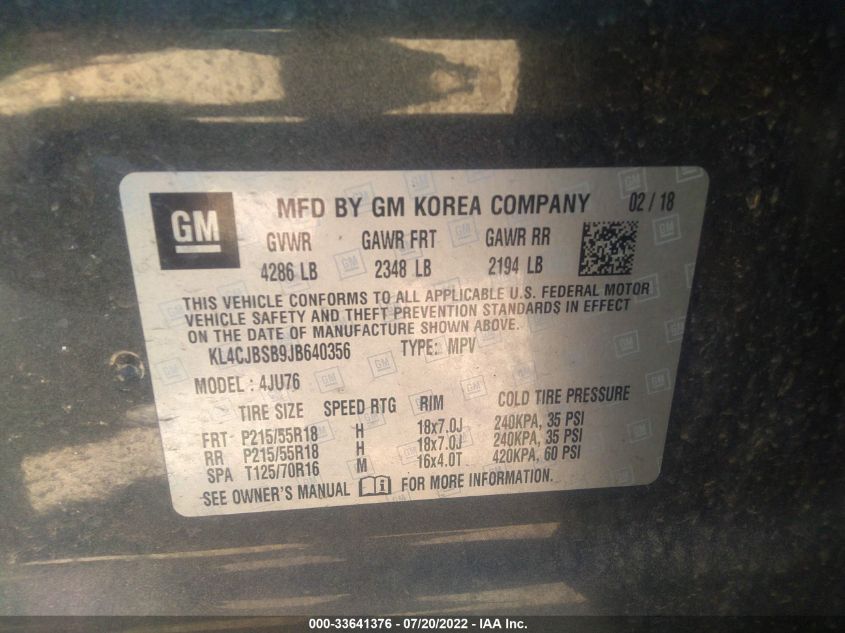 GM
MFD BY GM KOREA COMPANY 02 / 18
GVWR GAWR FRT GAWR RR
4286 LB 2348 LB 2194 LB
THIS VEHICLE CONFORMS TO ALL APPLICABLE U.S. FEDERAL MOTOR
VEHICLE SAFETY AND THEFT PREVENTION STANDARDS IN EFFECT
ON THE DATE OF MANUFACTURE SHOWN ABOVE.
KL4CJBSB9JB640356 TYPE: MPV
MODEL : 4JU76
TIRE SIZE SPEED RTG RIM COLD TIRE PRESSURE
FRT P215/55R18 H 18x7.0J 240KPA, 35 PSI
RR P215/55R18 H 18x7.0J 240KPA, 35 PSI
SPA T125/70R16 M 16x4.0T 420KPA, 60 PSI
SEE OWNER'S MANUAL FOR MORE INFORMATION.
000-33641376 - 07/20/2022 - IAA Inc.